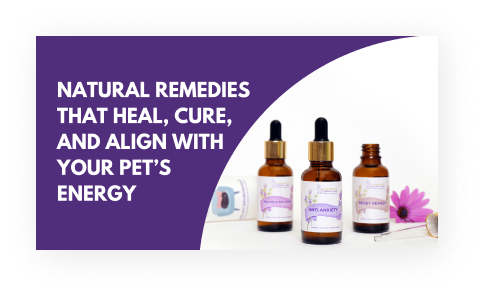 NATURAL REMEDIES
THAT HEAL, CURE,
AND ALIGN WITH
YOUR PET'S
ENERGY
ANTI ANXIETY